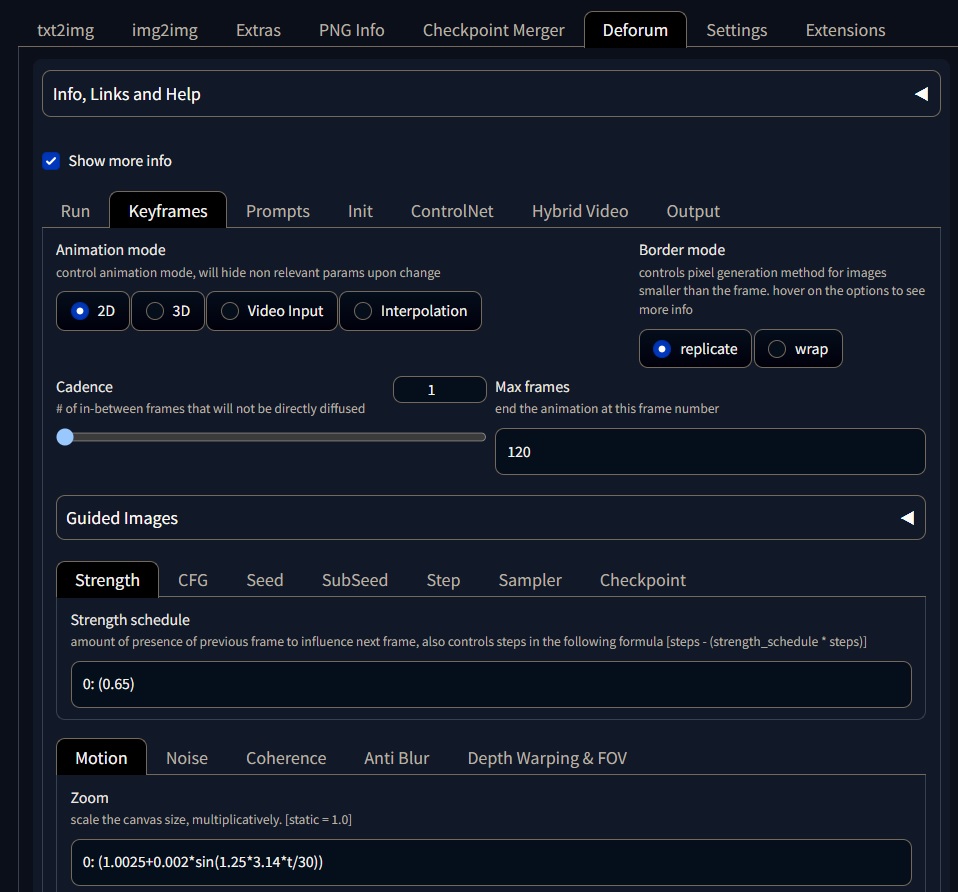 txt2img img2img Extras PNG Info Checkpoint Merger Deforum Settings Extensions
Info, Links and Help
Show more info
Run Keyframes Prompts Init ControlNet Hybrid Video Output
Animation mode
control animation mode, will hide non relevant params upon change
2D 3D Video Input Interpolation
Border mode
controls pixel generation method for images
smaller than the frame. hover on the options to see
more info
replicate wrap
Cadence
# of in-between frames that will not be directly diffused
1
Max frames
end the animation at this frame number
120
Guided Images
Strength CFG Seed SubSeed Step Sampler Checkpoint
Strength schedule
amount of presence of previous frame to influence next frame, also controls steps in the following formula [steps - (strength_schedule * steps)]
0: (0.65)
Motion Noise Coherence Anti Blur Depth Warping & FOV
Zoom
scale the canvas size, multiplicatively. [static = 1.0]
0: (1.0025+0.002*sin(1.25*3.14*t/30))